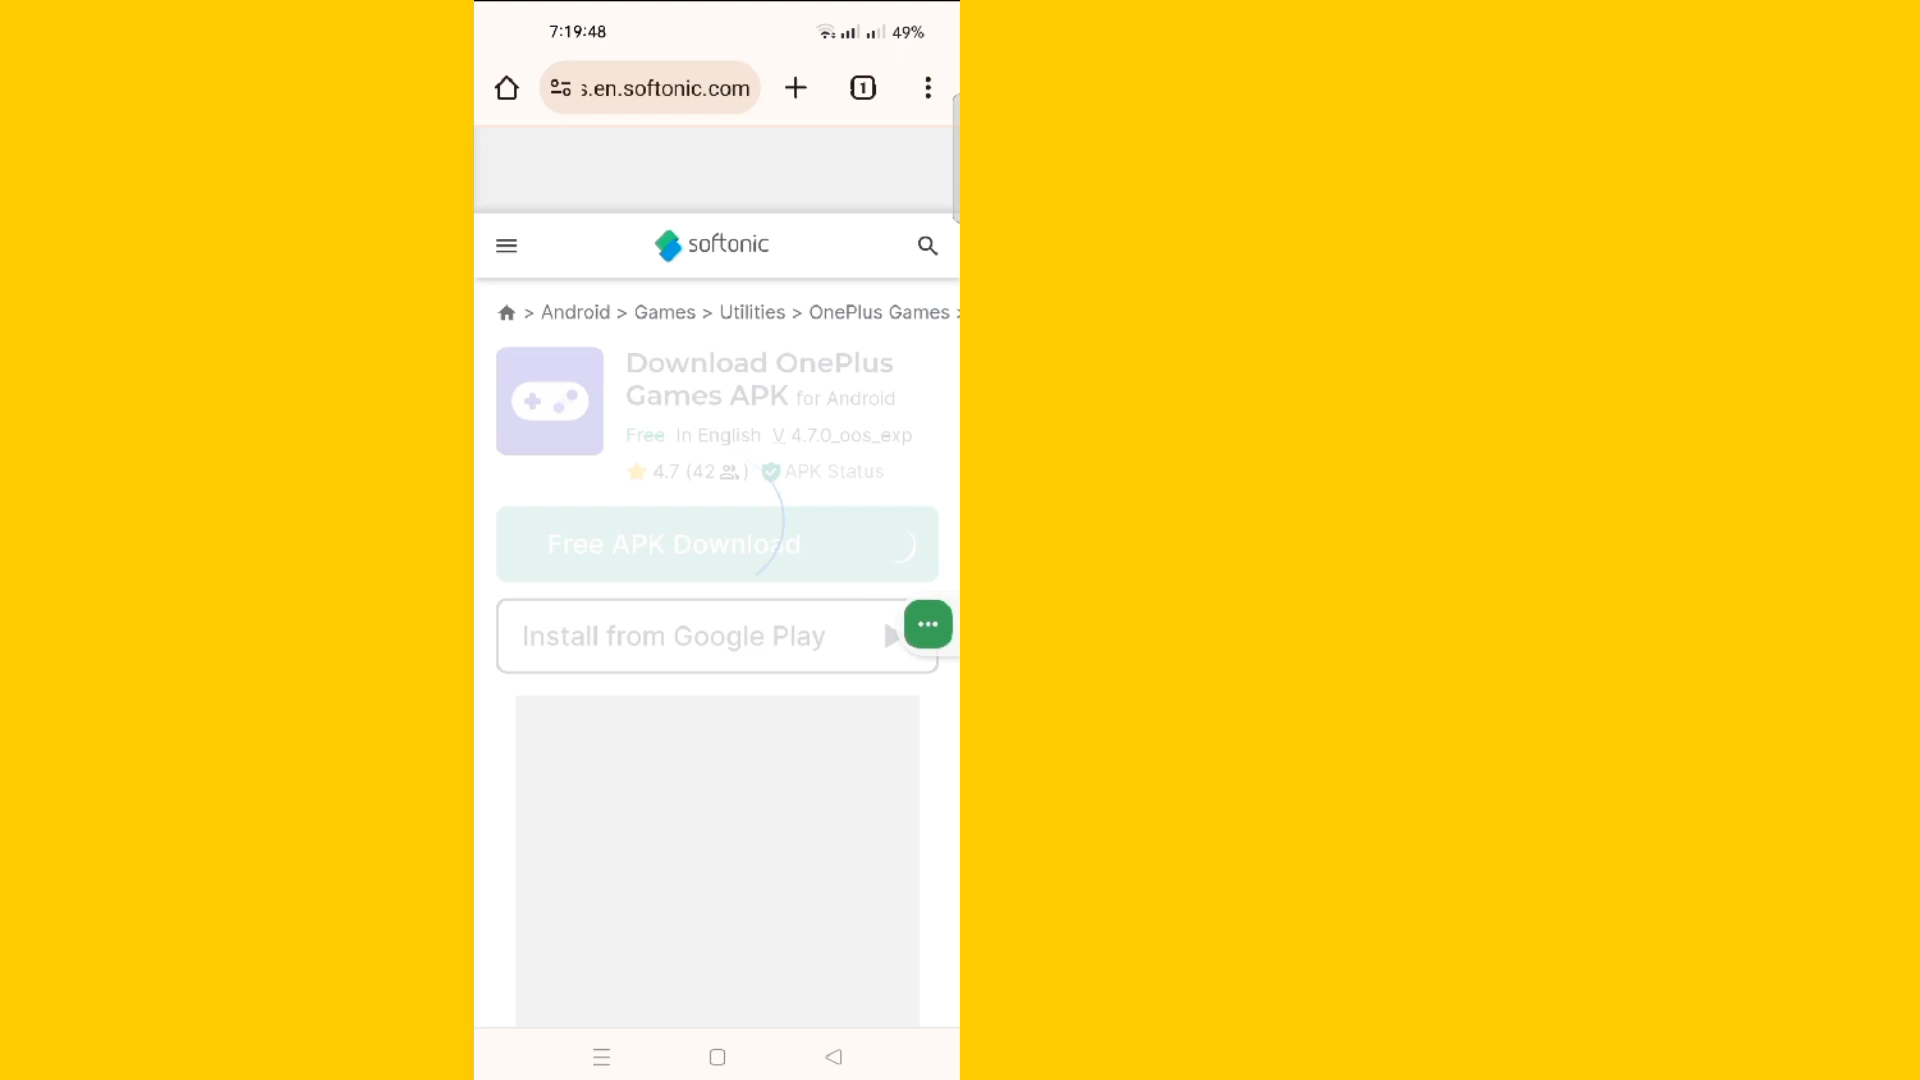 7:19:48
49%
s.en.softonic.com
1
softonic
> Android > Games > Utilities > OnePlus Games >
Download OnePlus
Games APK for Android
Free In English V 4.7.0_oos_exp
4.7 (42 ) APK Status
Free APK Download
Install from Google Play